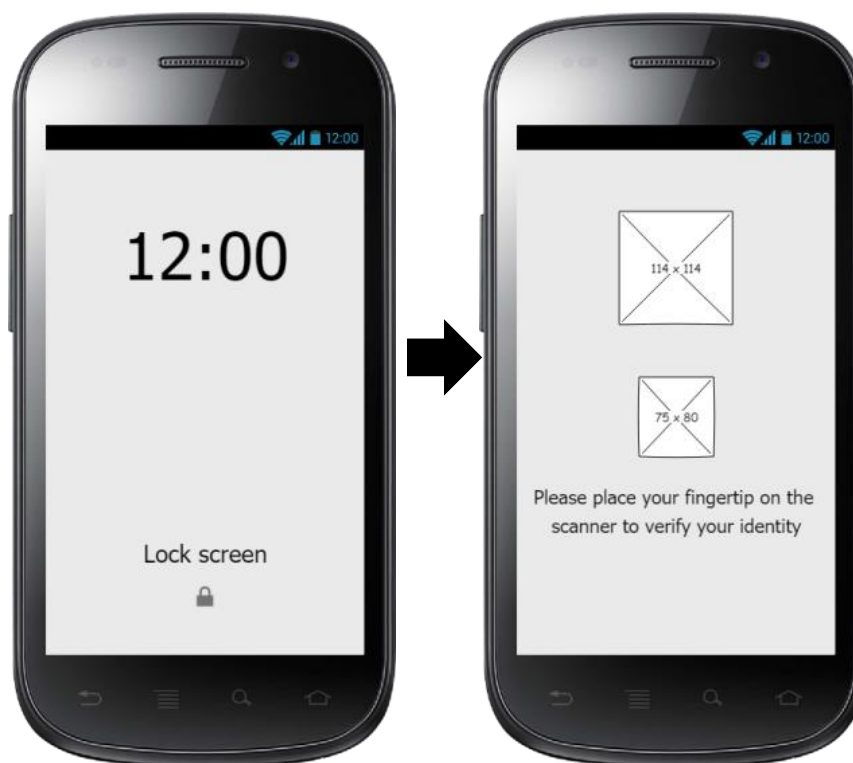 12:00
12:00
Lock screen
12:00
114 x 114
75 x 80
Please place your fingertip on the
scanner to verify your identity